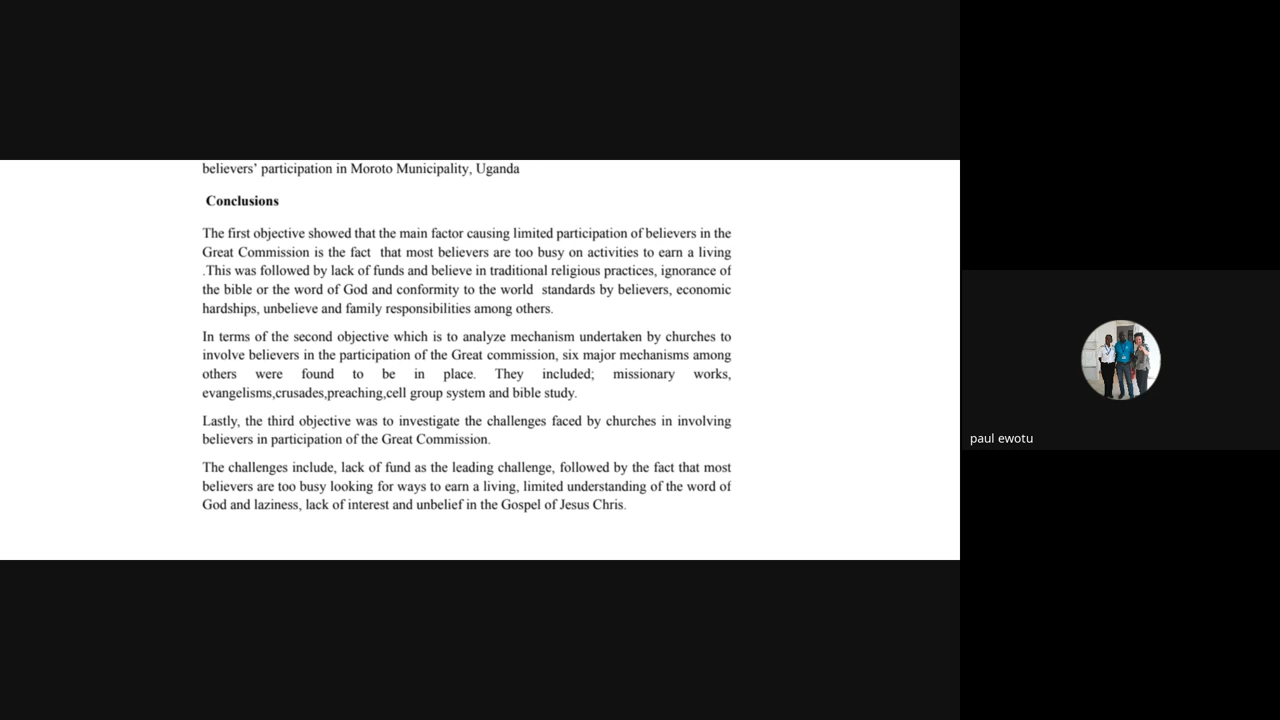 believers’ participation in Moroto Municipality, Uganda
Conclusions
The first objective showed that the main factor causing limited participation of believers in the
Great Commission is the fact that most believers are too busy on activities to earn a living
.This was followed by lack of funds and believe in traditional religious practices, ignorance of
the bible or the word of God and conformity to the world standards by believers, economic
hardships, unbelieve and family responsibilities among others.
In terms of the second objective which is to analyze mechanism undertaken by churches to
involve believers in the participation of the Great commission, six major mechanisms among
others were found to be in place. They included; missionary works,
evangelisms,crusades,preaching,cell group system and bible study.
Lastly, the third objective was to investigate the challenges faced by churches in involving
believers in participation of the Great Commission.
The challenges include, lack of fund as the leading challenge, followed by the fact that most
believers are too busy looking for ways to earn a living, limited understanding of the word of
God and laziness, lack of interest and unbelief in the Gospel of Jesus Chris.
paul ewotu